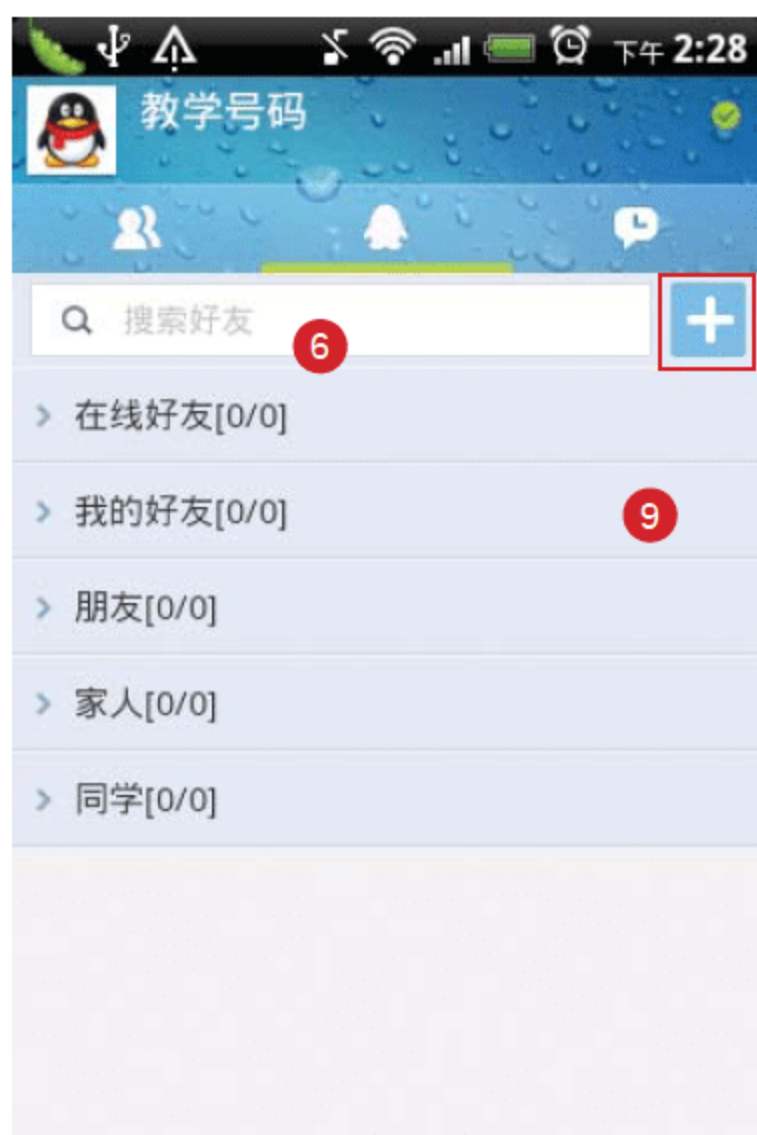 下午 2:28
教学号码
搜索好友
6
在线好友[0/0]
我的好友[0/0]
9
朋友[0/0]
家人[0/0]
同学[0/0]